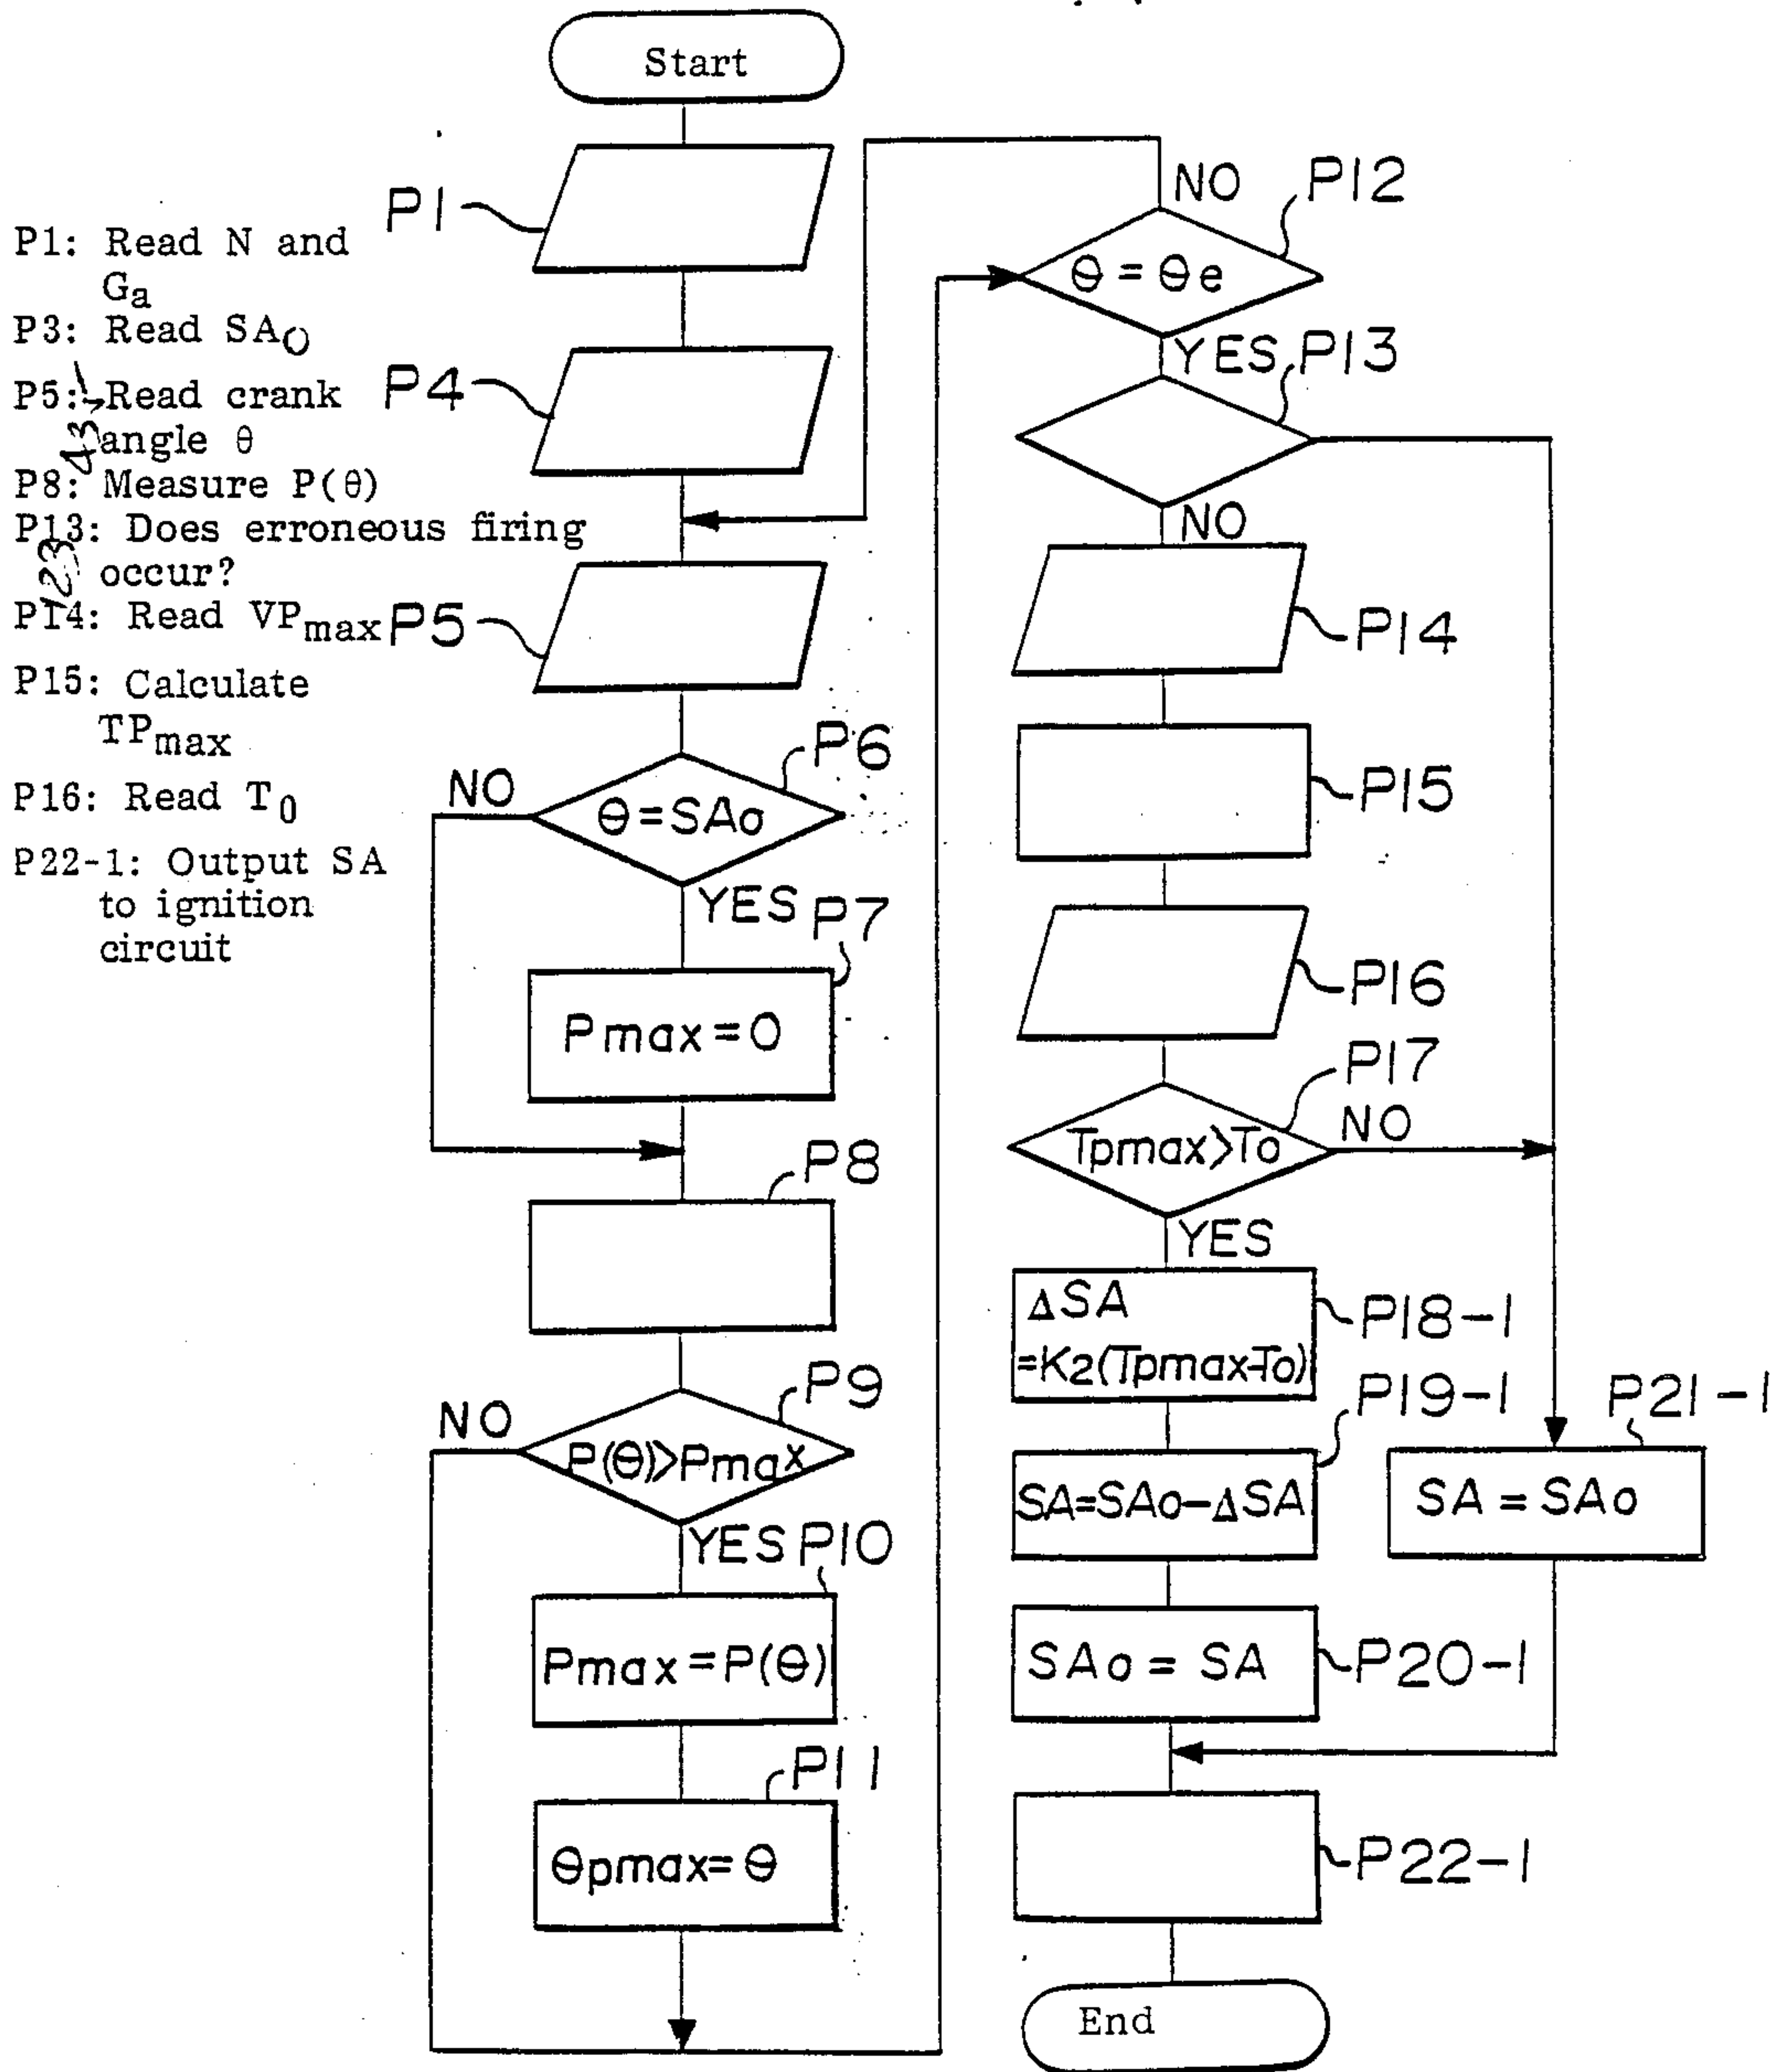 Start
P1
P1: Read N and
Ga
P3: Read SAO
P4
P5: Read crank
angle θ
P8: Measure P(θ)
P13: Does erroneous firing
occur?
P14: Read VPmax
P5
P15: Calculate
TPmax
P16: Read T0
P22-1: Output SA
to ignition
circuit
P6
NO
θ=SAo
YES
P7
Pmax=0
P8
P9
NO
P(θ)>Pmax
YES
P10
Pmax=P(θ)
P11
θpmax=θ
NO
P12
θ=θe
YES
P13
NO
P14
P15
P16
P17
Tpmax>To
NO
YES
ΔSA
=K2(Tpmax-To)
P18-1
P19-1
SA=SAo-ΔSA
P21-1
SA=SAo
SAo=SA
P20-1
P22-1
End